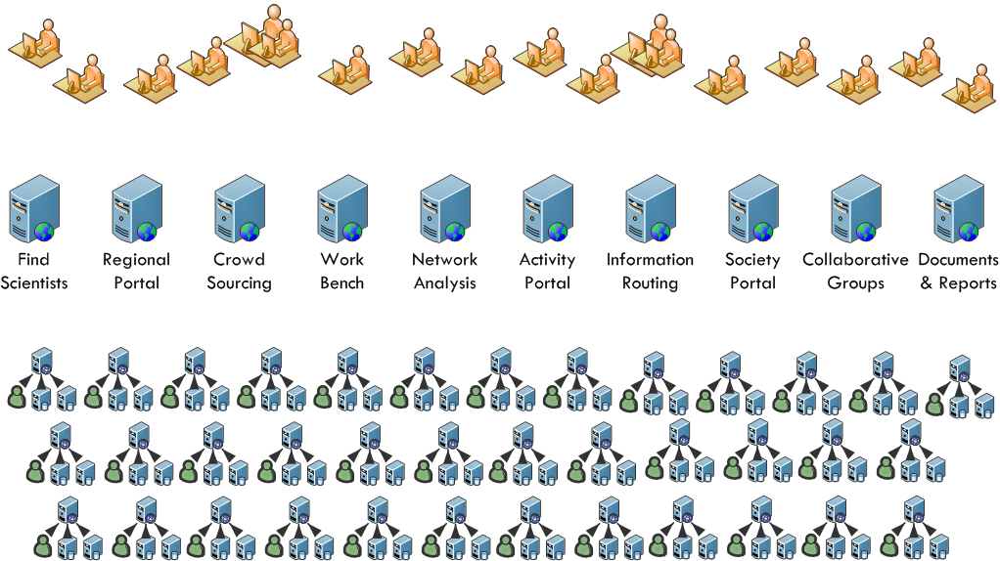 Find
Scientists
Regional
Portal
Crowd
Sourcing
Work
Bench
Network
Analysis
Activity
Portal
Information
Routing
Society
Portal
Collaborative
Groups
Documents
& Reports